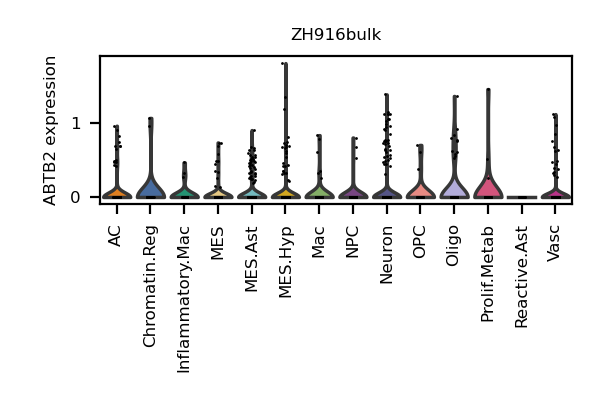 ZH916bulk
ABTB2 expression
1
0
AC
Chromatin.Reg
Inflammatory.Mac
MES
MES.Ast
MES.Hyp
Mac
NPC
Neuron
OPC
Oligo
Prolif.Metab
Reactive.Ast
Vasc